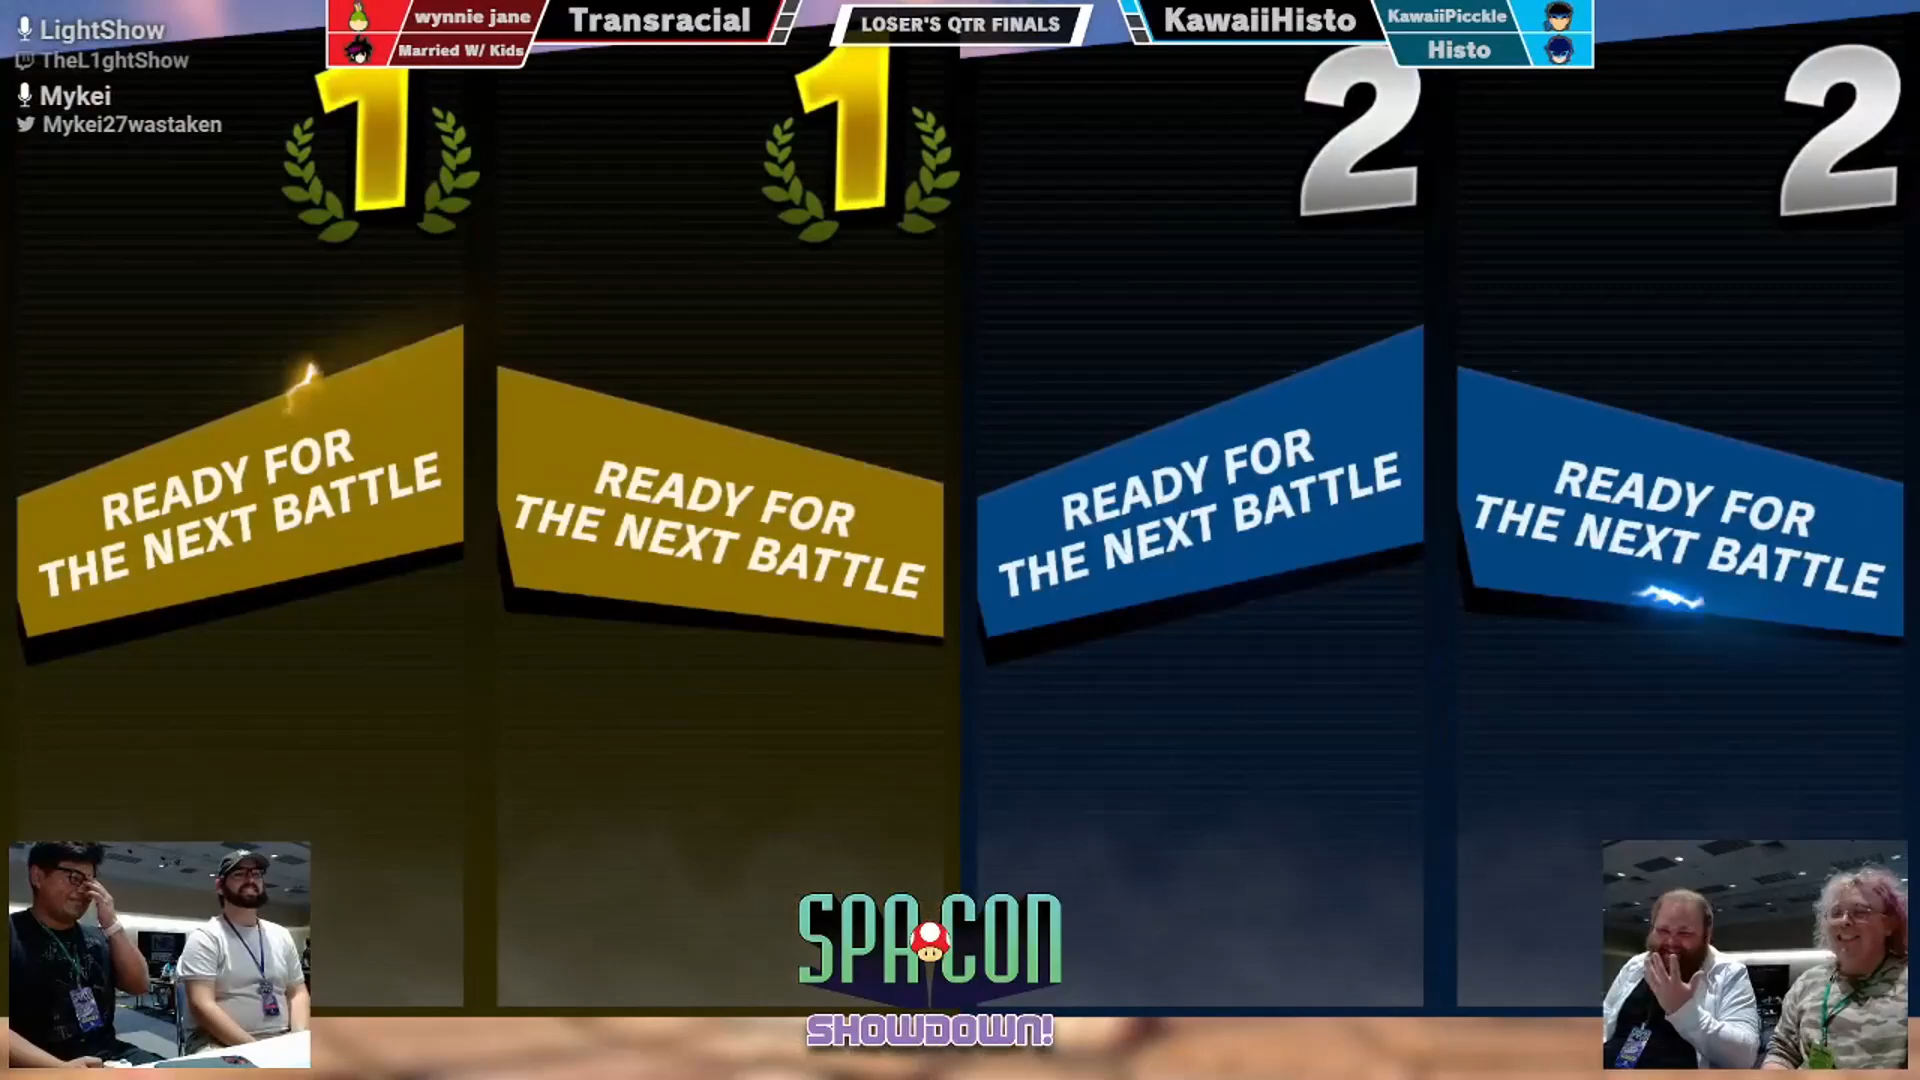 LightShow
TheL1ghtShow
Mykei
Mykei27wastaken
wynnie jane
Married W/ Kids
Transracial
LOSER'S QTR FINALS
KawaiiHisto
KawaiiPicckle
Histo
1
1
2
2
READY FOR
THE NEXT BATTLE
READY FOR
THE NEXT BATTLE
READY FOR
THE NEXT BATTLE
READY FOR
THE NEXT BATTLE
SPA CON
SHOWDOWN!